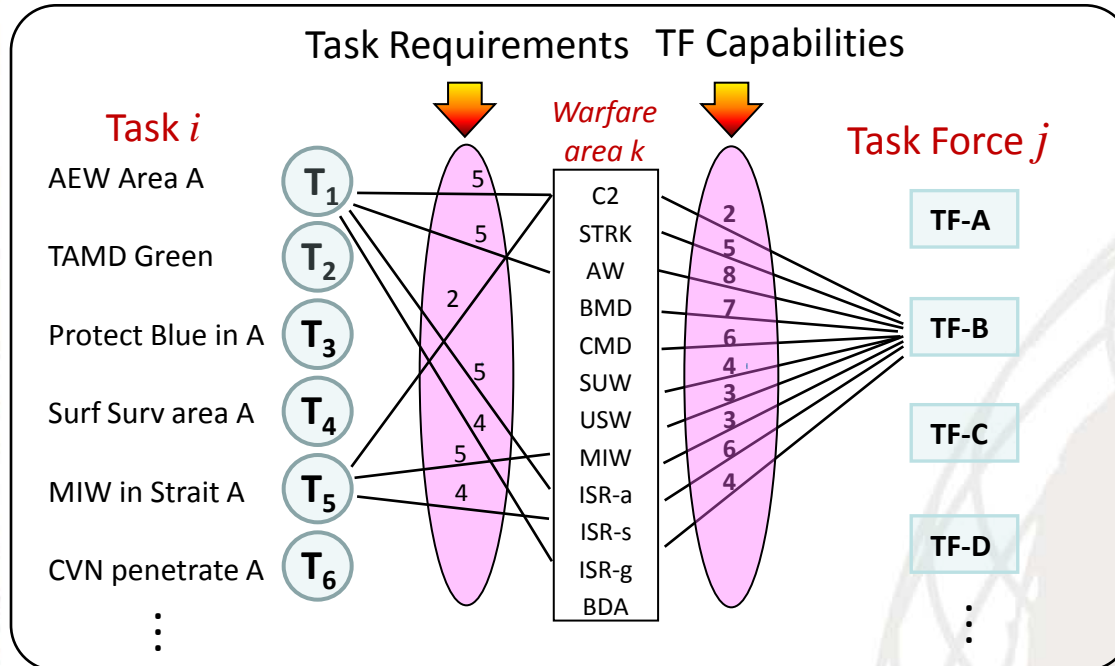 Task Requirements TF Capabilities
Task i
Warfare
area k
Task Force j
AEW Area A
T1
TAMD Green
T2
Protect Blue in A
T3
Surf Surv area A
T4
MIW in Strait A
T5
CVN penetrate A
T6
⋮
5
5
2
5
4
5
4
C2
STRK
AW
BMD
CMD
SUW
USW
MIW
ISR-a
ISR-s
ISR-g
BDA
2
5
8
7
6
4
3
3
6
4
TF-A
TF-B
TF-C
TF-D
⋮